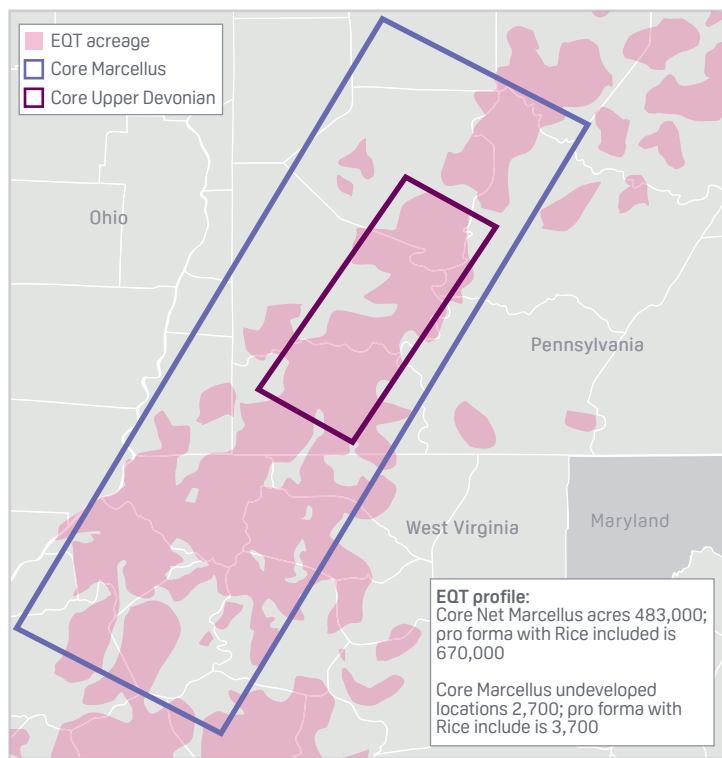 EQT acreage
Core Marcellus
Core Upper Devonian
Ohio
Pennsylvania
West Virginia
Maryland
EQT profile:
Core Net Marcellus acres 483,000;
pro forma with Rice included is
670,000
Core Marcellus undeveloped
locations 2,700; pro forma with
Rice include is 3,700